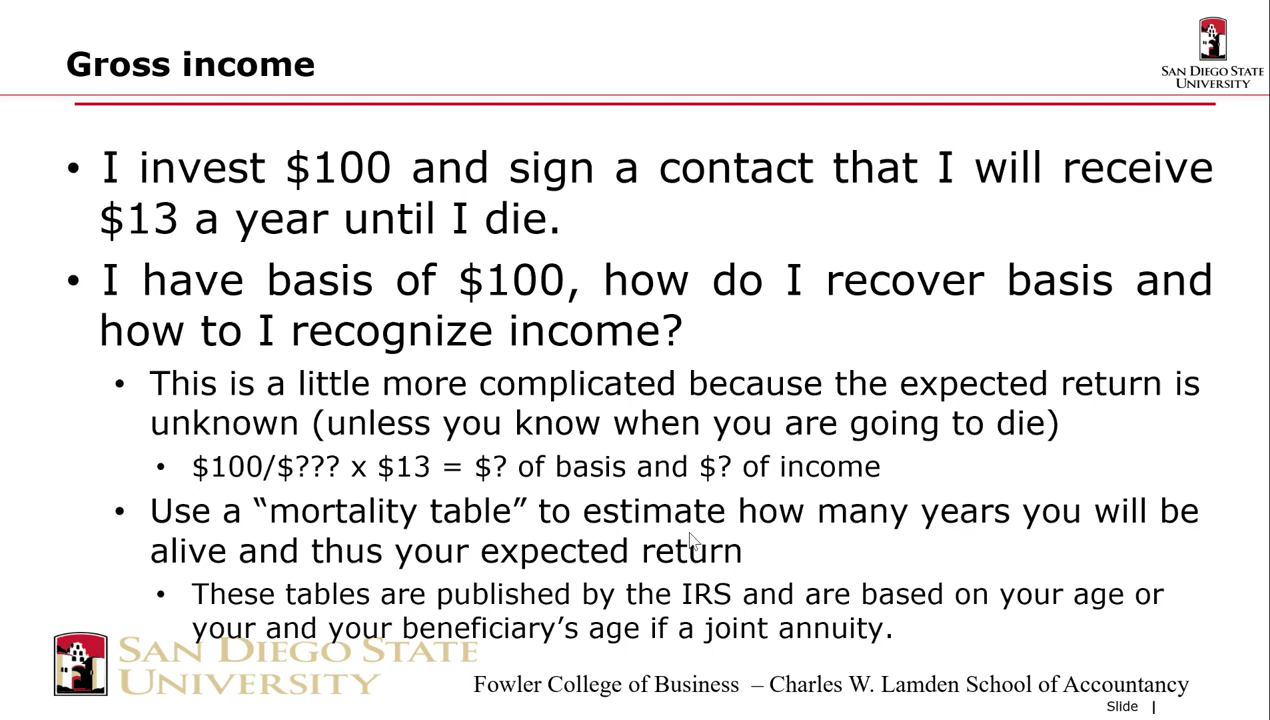 Gross income
SAN DIEGO STATE
UNIVERSITY
• I invest $100 and sign a contact that I will receive
$13 a year until I die.
• I have basis of $100, how do I recover basis and
how to I recognize income?
• This is a little more complicated because the expected return is
unknown (unless you know when you are going to die)
• $100/$??? x $13 = $? of basis and $? of income
• Use a “mortality table” to estimate how many years you will be
alive and thus your expected return
• These tables are published by the IRS and are based on your age or
your and your beneficiary’s age if a joint annuity.
SAN DIEGO STATE
UNIVERSITY
Fowler College of Business – Charles W. Lamden School of Accountancy
Slide